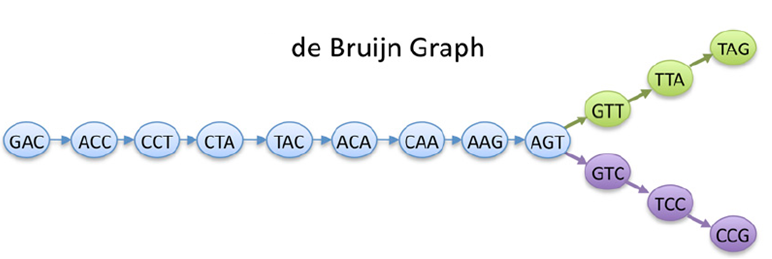 de Bruijn Graph
GAC ACC CCT CTA TAC ACA CAA AAG AGT
GTT TTA TAG
GTC TCC CCG